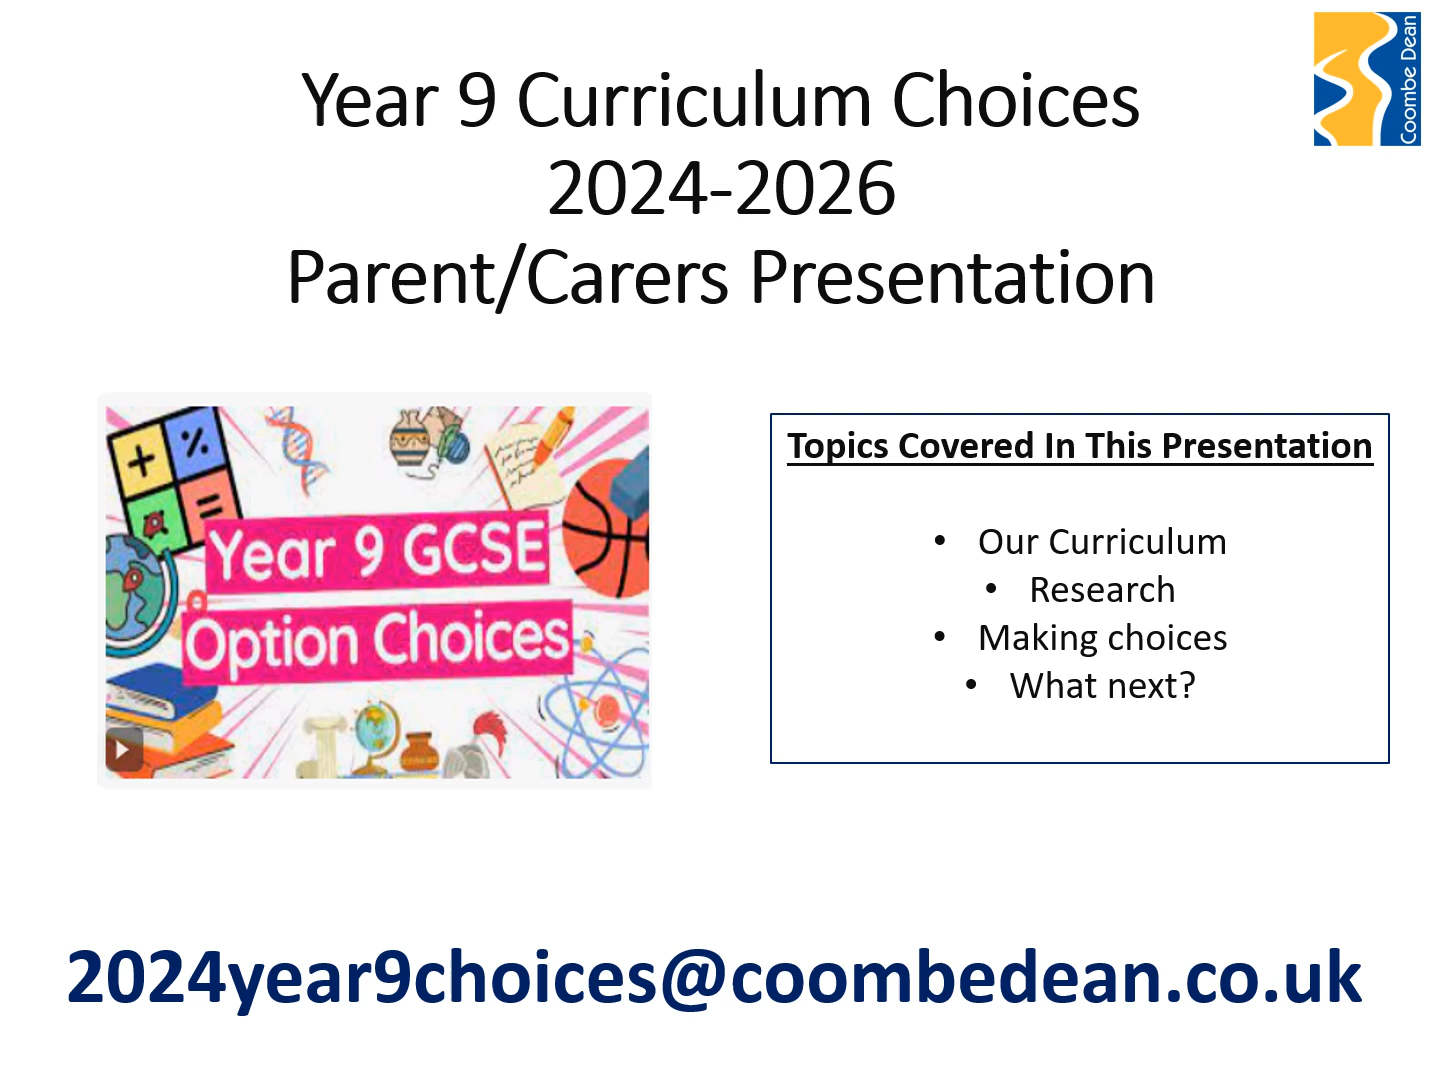 Coombe Dean
Year 9 Curriculum Choices
2024-2026
Parent/Carers Presentation
Year 9 GCSE
Option Choices
Topics Covered In This Presentation
• Our Curriculum
• Research
• Making choices
• What next?
2024year9choices@coombedean.co.uk